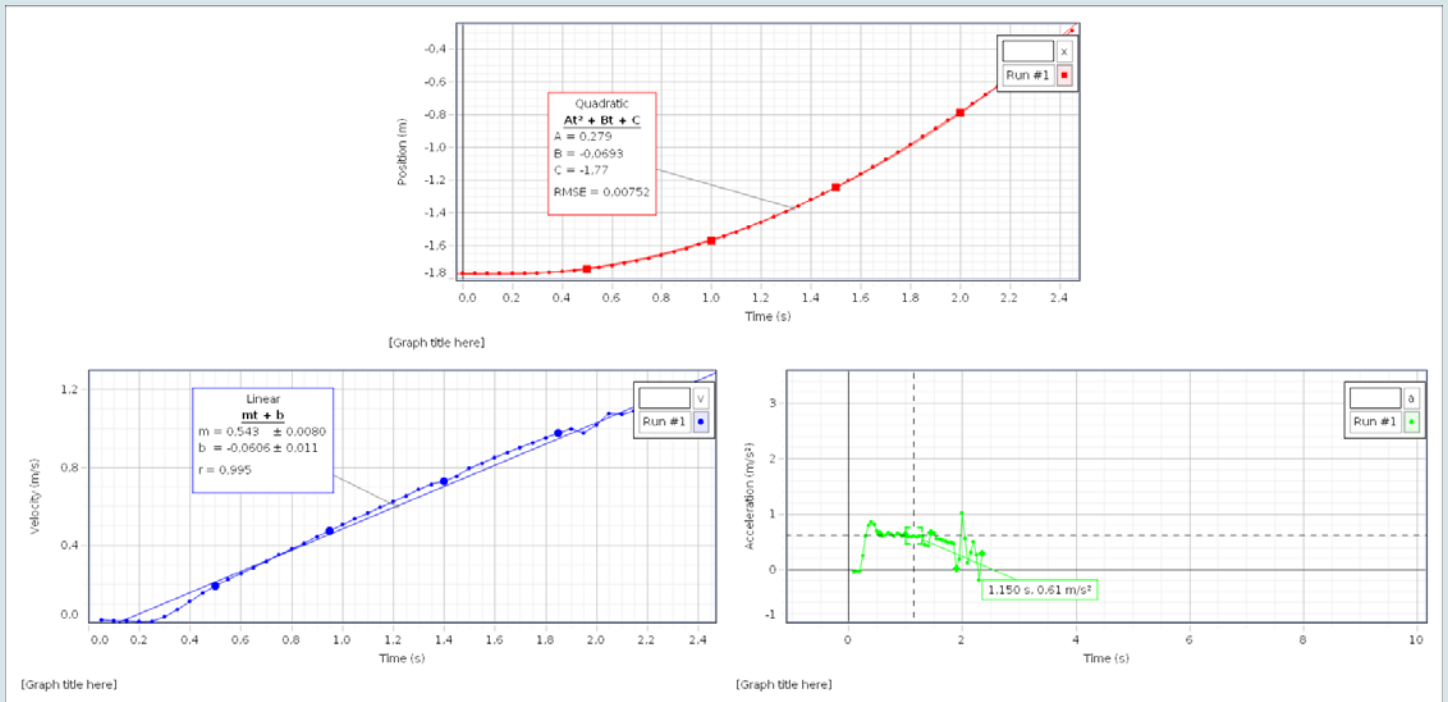 Position (m)
-0.4
-0.6
-0.8
-1.0
-1.2
-1.4
-1.6
-1.8
Quadratic
At² + Bt + C
A = 0.279
B = -0.0693
C = -1.77
RMSE = 0.00752
x
Run #1
0.0 0.2 0.4 0.6 0.8 1.0 1.2 1.4 1.6 1.8 2.0 2.2 2.4
Time (s)
[Graph title here]
Velocity (m/s)
1.2
0.8
0.4
0.0
Linear
mt + b
m = 0.543 ± 0.0080
b = -0.0606 ± 0.011
r = 0.995
v
Run #1
0.0 0.2 0.4 0.6 0.8 1.0 1.2 1.4 1.6 1.8 2.0 2.2 2.4
Time (s)
[Graph title here]
Acceleration (m/s²)
3
2
1
0
-1
a
Run #1
1.150 s, 0.61 m/s²
0 2 4 6 8 10
Time (s)
[Graph title here]